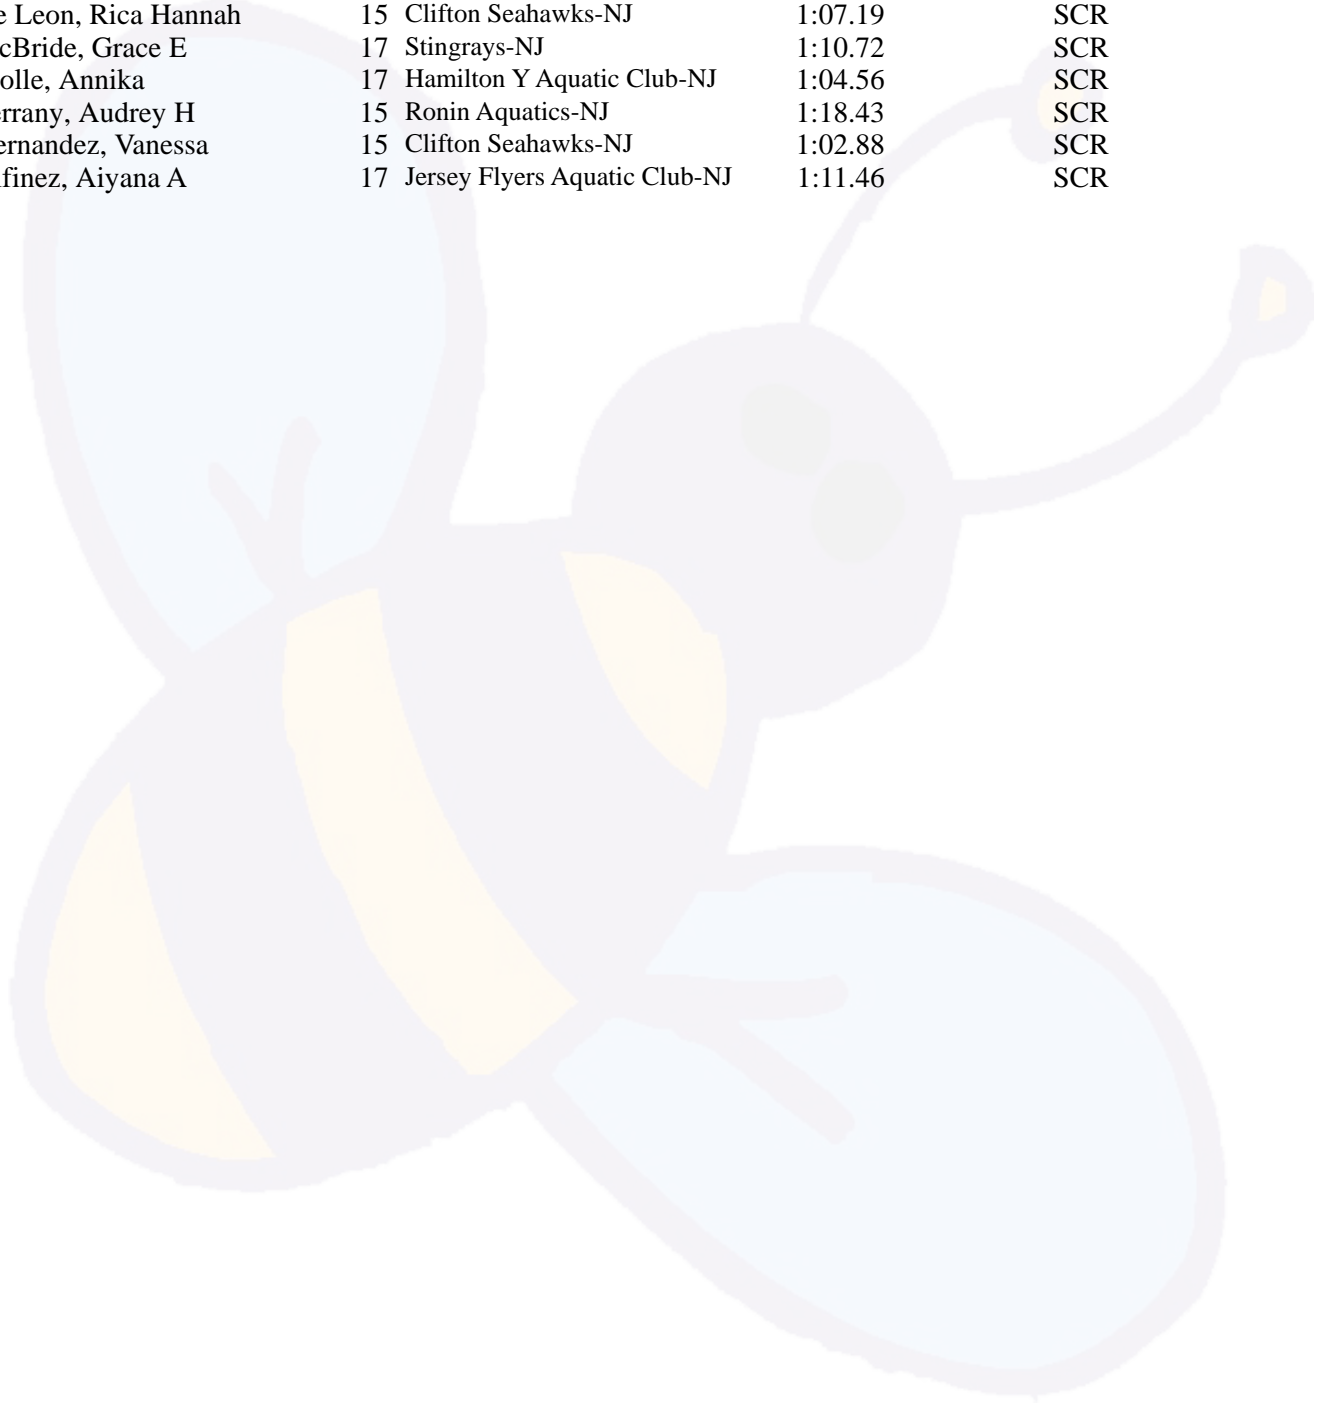 e Leon, Rica Hannah 15 Clifton Seahawks-NJ 1:07.19 SCR
cBride, Grace E 17 Stingrays-NJ 1:10.72 SCR
olle, Annika 17 Hamilton Y Aquatic Club-NJ 1:04.56 SCR
errany, Audrey H 15 Ronin Aquatics-NJ 1:18.43 SCR
ernandez, Vanessa 15 Clifton Seahawks-NJ 1:02.88 SCR
finez, Aiyana A 17 Jersey Flyers Aquatic Club-NJ 1:11.46 SCR